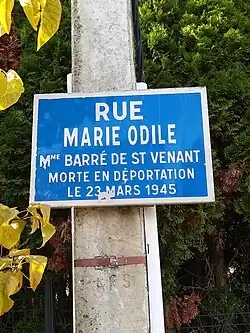 RUE
MARIE ODILE
MME BARRÉ DE ST VENANT
MORTE EN DÉPORTATION
LE 23 MARS 1945